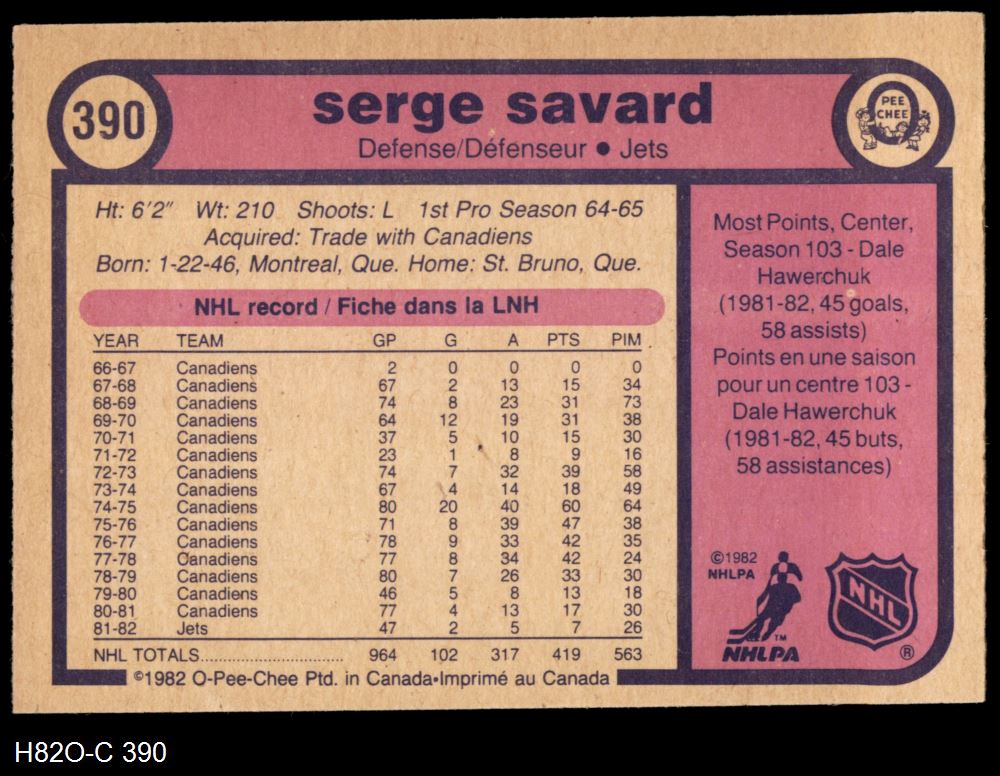 390
serge savard
Defense/Défenseur ● Jets
PEE
CHEE
Ht: 6'2" Wt: 210 Shoots: L 1st Pro Season 64-65
Acquired: Trade with Canadiens
Born: 1-22-46, Montreal, Que. Home: St. Bruno, Que.
NHL record / Fiche dans la LNH
YEAR TEAM GP G A PTS PIM
66-67 Canadiens 2 0 0 0 0
67-68 Canadiens 67 2 13 15 34
68-69 Canadiens 74 8 23 31 73
69-70 Canadiens 64 12 19 31 38
70-71 Canadiens 37 5 10 15 30
71-72 Canadiens 23 1 8 9 16
72-73 Canadiens 74 7 32 39 58
73-74 Canadiens 67 4 14 18 49
74-75 Canadiens 80 20 40 60 64
75-76 Canadiens 71 8 39 47 38
76-77 Canadiens 78 9 33 42 35
77-78 Canadiens 77 8 34 42 24
78-79 Canadiens 80 7 26 33 30
79-80 Canadiens 46 5 8 13 18
80-81 Canadiens 77 4 13 17 30
81-82 Jets 47 2 5 7 26
NHL TOTALS.......................... 964 102 317 419 563
©1982 O-Pee-Chee Ptd. in Canada•Imprimé au Canada
Most Points, Center,
Season 103 - Dale
Hawerchuk
(1981-82, 45 goals,
58 assists)
Points en une saison
pour un centre 103 -
Dale Hawerchuk
(1981-82, 45 buts,
58 assistances)
©1982
NHLPA
TM
NHLPA
NHL
®
H82O-C 390